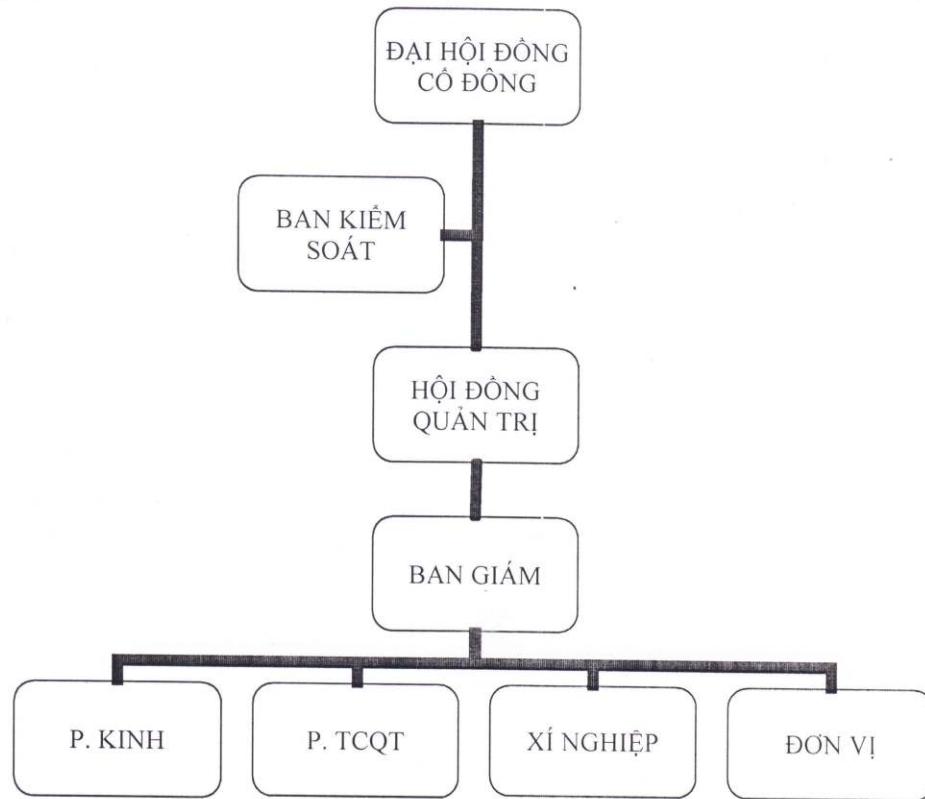 ĐẠI HỘI ĐỒNG
CỔ ĐÔNG
BAN KIỂM
SOÁT
HỘI ĐỒNG
QUẢN TRỊ
BAN GIÁM
P. KINH
P. TCQT
XÍ NGHIỆP
ĐƠN VỊ